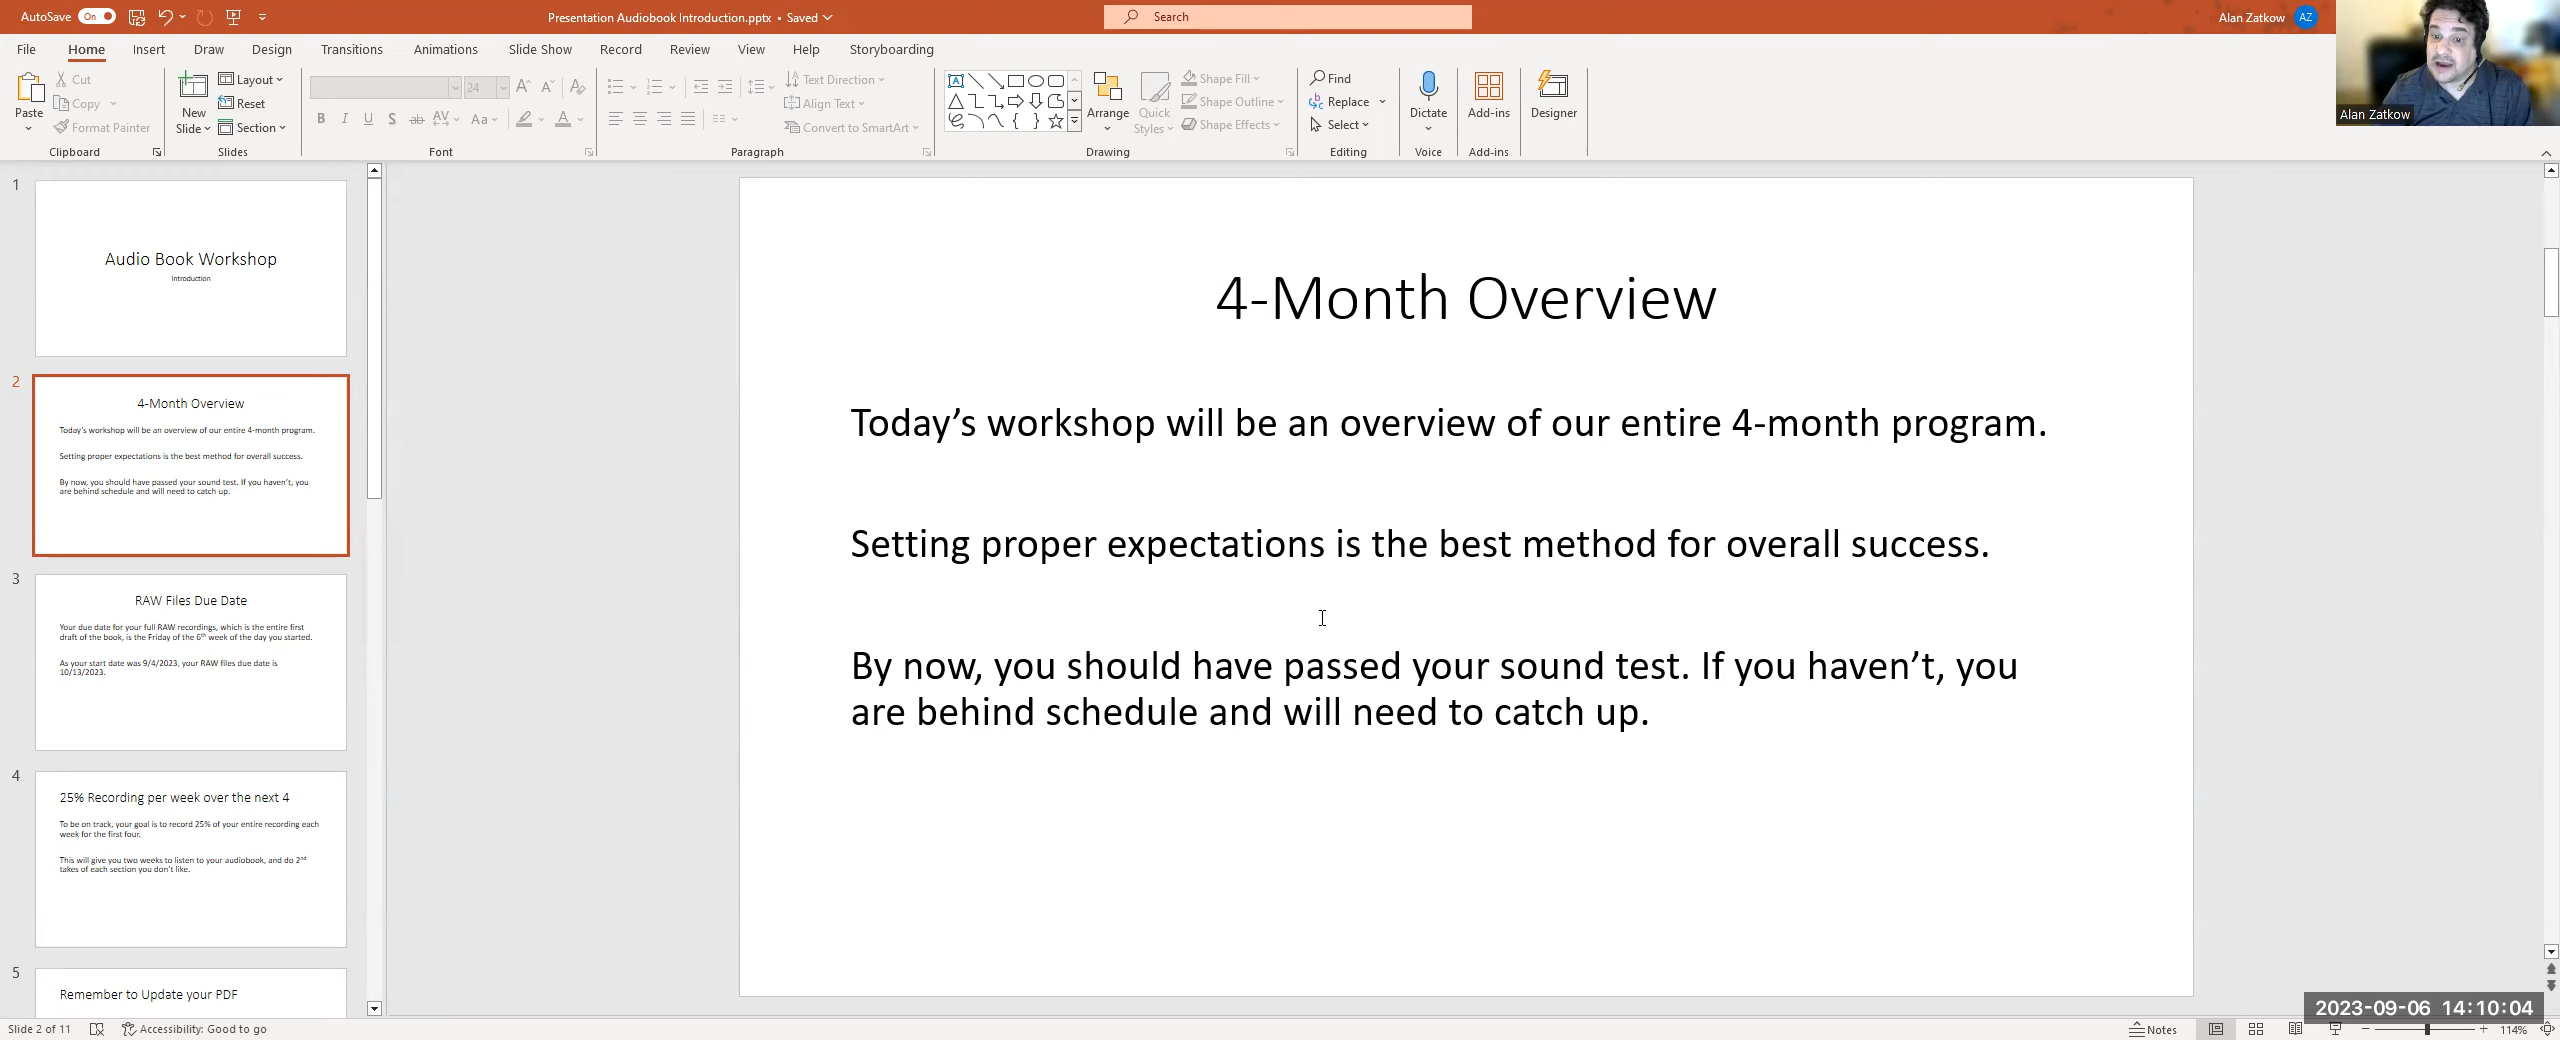 AutoSave On Presentation Audiobook Introduction.pptx • Saved Search Alan Zatkow AZ
File Home Insert Draw Design Transitions Animations Slide Show Record Review View Help Storyboarding
Paste
Cut
Copy
Format Painter
Clipboard
New
Slide
Layout
Reset
Section
Slides
24
A A A
B I U S ab AV Aa A
Font
Text Direction
Align Text
Convert to SmartArt
Paragraph
A
Arrange
Quick
Styles
Shape Fill
Shape Outline
Shape Effects
Drawing
Find
Replace
Select
Editing
Dictate
Voice
Add-ins
Add-ins
Designer
Alan Zatkow
1
Audio Book Workshop
Introduction
2
4-Month Overview
Today’s workshop will be an overview of our entire 4-month program.
Setting proper expectations is the best method for overall success.
By now, you should have passed your sound test. If you haven’t, you
are behind schedule and will need to catch up.
3
RAW Files Due Date
Your due date for your full RAW recordings, which is the entire first
draft of the book, is the Friday of the 6th week of the day you started.
As your start date was 9/4/2023, your RAW files due date is
10/13/2023.
4
25% Recording per week over the next 4
To be on track, your goal is to record 25% of your entire recording each
week for the first four.
This will give you two weeks to listen to your audiobook, and do 2nd
takes of each section you don’t like.
5
Remember to Update your PDF
4-Month Overview
Today’s workshop will be an overview of our entire 4-month program.
Setting proper expectations is the best method for overall success.
By now, you should have passed your sound test. If you haven’t, you
are behind schedule and will need to catch up.
2023-09-06 14:10:04
Slide 2 of 11 Accessibility: Good to go Notes 114%